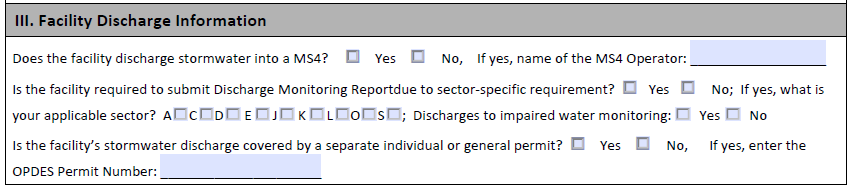 III. Facility Discharge Information
Does the facility discharge stormwater into a MS4? ☐ Yes ☐ No, If yes, name of the MS4 Operator: ____________________
Is the facility required to submit Discharge Monitoring Reportdue to sector-specific requirement? ☐ Yes ☐ No; If yes, what is
your applicable sector? A☐C☐D☐ E ☐J☐ K☐L☐O☐S☐; Discharges to impaired water monitoring: ☐ Yes ☐ No
Is the facility's stormwater discharge covered by a separate individual or general permit? ☐ Yes ☐ No, If yes, enter the
OPDES Permit Number: ____________________